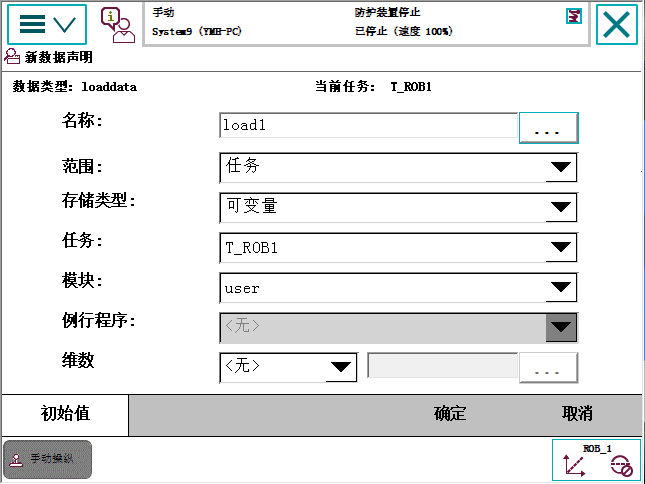 手动
防护装置停止
System9 (YMH-PC)
已停止 (速度 100%)
新数据声明
数据类型: loaddata
当前任务: T_ROB1
名称:
load1
...
范围:
任务
存储类型:
可变量
任务:
T_ROB1
模块:
user
例行程序:
<无>
维数
<无>
...
初始值
确定
取消
手动操纵
ROB_1